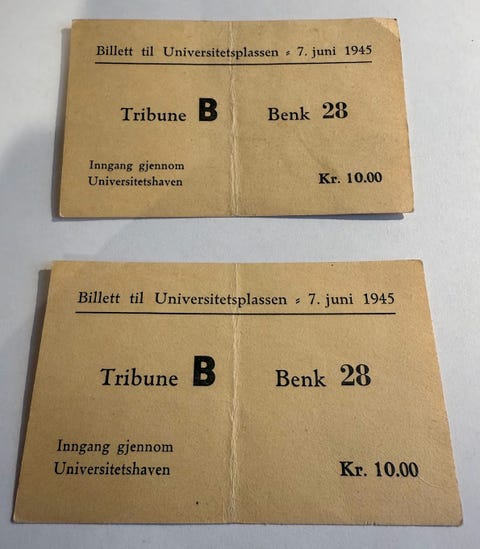 Billett til Universitetsplassen - 7. juni 1945
Tribune B Benk 28
Inngang gjennom
Universitetshaven
Kr. 10.00
Billett til Universitetsplassen - 7. juni 1945
Tribune B Benk 28
Inngang gjennom
Universitetshaven
Kr. 10.00